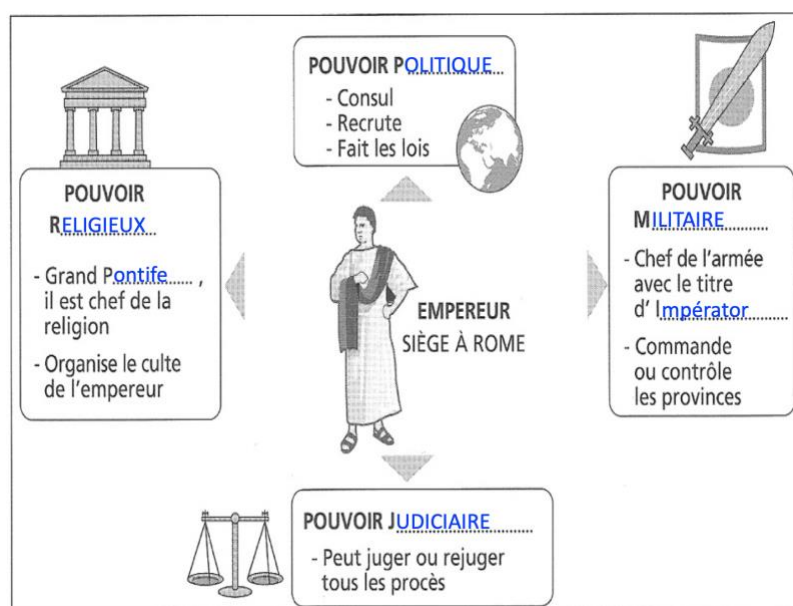 POUVOIR POLITIQUE
- Consul
- Recrute
- Fait les lois
POUVOIR
RELIGIEUX
- Grand Pontife ,
il est chef de la
religion
- Organise le culte
de l'empereur
EMPEREUR
SIÈGE À ROME
POUVOIR
MILITAIRE
- Chef de l'armée
avec le titre
d' Impérator
- Commande
ou contrôle
les provinces
POUVOIR JUDICIAIRE
- Peut juger ou rejuger
tous les procès